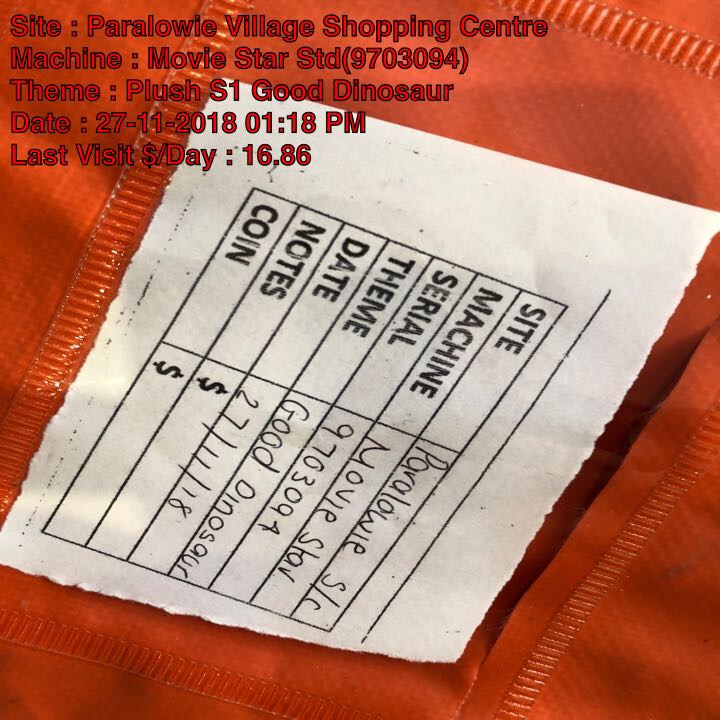 Site : Paralowie Village Shopping Centre
Machine : Movie Star Std(9703094)
Theme : Plush S1 Good Dinosaur
Date : 27-11-2018 01:18 PM
Last Visit $/Day : 16.86
SITE Paralowie S/c
MACHINE Movie Star
SERIAL 9703094
THEME Good Dinosaur
DATE 27/11/18
NOTES $
COIN $